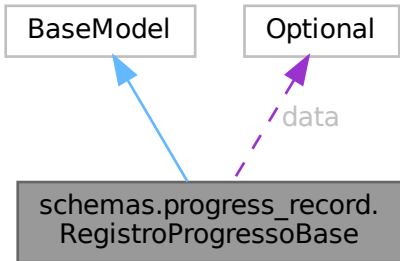 BaseModel
Optional
data
schemas.progress_record.
RegistroProgressoBase